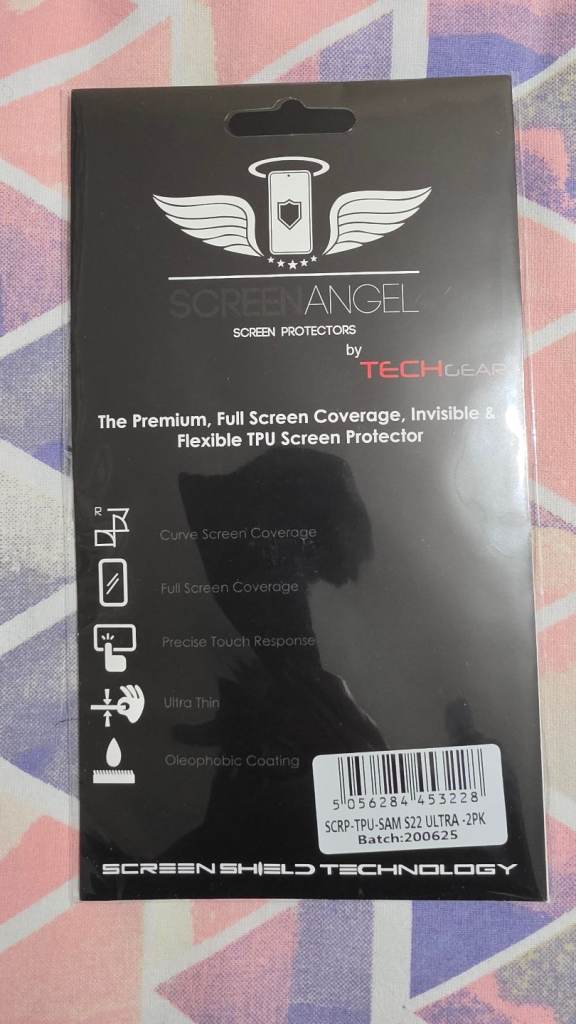 SCREENANGEL
SCREEN PROTECTORS
by
TECHGEAR
The Premium, Full Screen Coverage, Invisible &
Flexible TPU Screen Protector
R
Curve Screen Coverage
Full Screen Coverage
Precise Touch Response
Ultra Thin
Oleophobic Coating
5 056284 453228
SCRP-TPU-SAM S22 ULTRA -2PK
Batch:200625
SCREEN SHIELD TECHNOLOGY